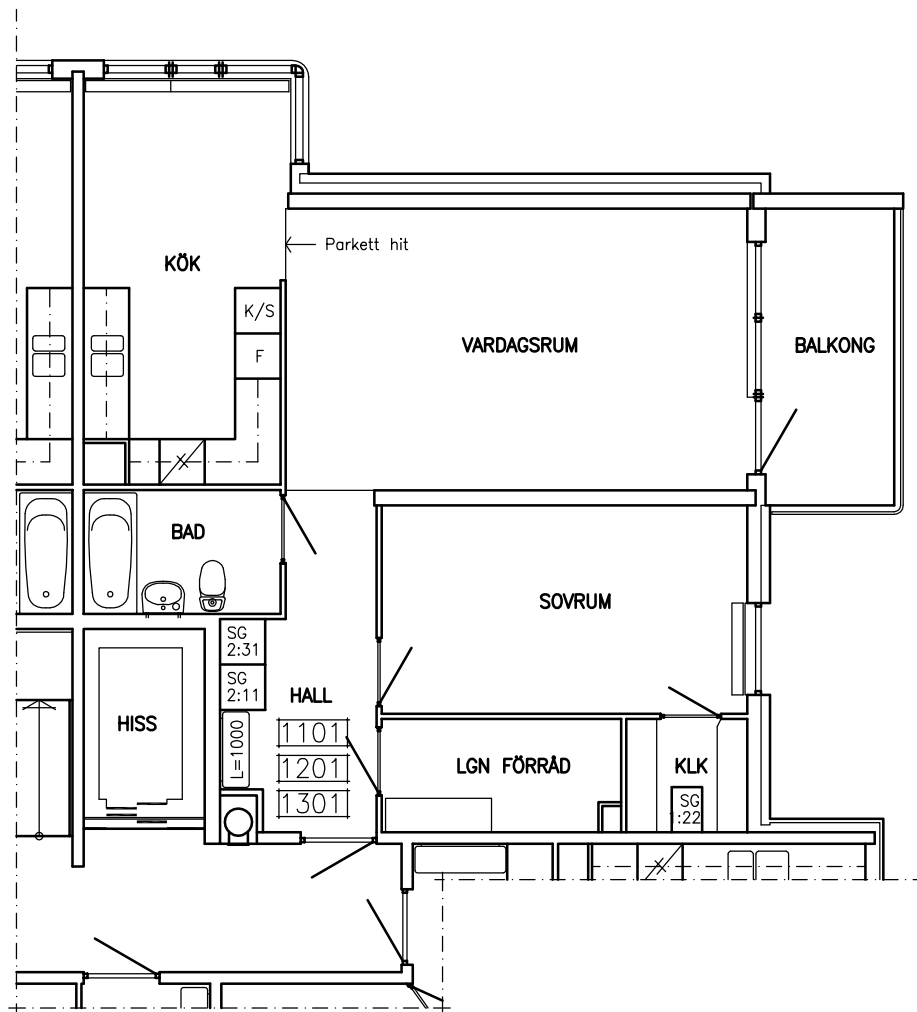 Parkett hit
KÖK
K/S
F
VARDAGSRUM
BALKONG
BAD
SOVRUM
SG
2:31
SG
2:11
HALL
HISS
L=1000
1101
1201
1301
LGN FÖRRÅD
KLK
SG
:22